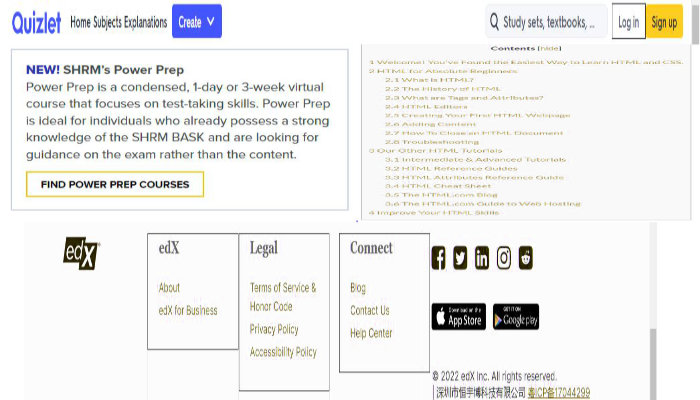 Quizlet Home Subjects Explanations Create Study sets, textbooks, ... Log in Sign up
NEW! SHRM's Power Prep
Power Prep is a condensed, 1-day or 3-week virtual
course that focuses on test-taking skills. Power Prep
is ideal for individuals who already possess a strong
knowledge of the SHRM BASK and are looking for
guidance on the exam rather than the content.
FIND POWER PREP COURSES
Contents [hide]
1 Welcome! You've Found the Easiest Way to Learn HTML and CSS.
2 HTML for Absolute Beginners
2.1 What is HTML?
2.2 The History of HTML
2.3 What are Tags and Attributes?
2.4 HTML Editors
2.5 Creating Your First HTML Webpage
2.6 Adding Content
2.7 How To Close an HTML Document
2.8 Troubleshooting
3 Our Other HTML Tutorials
3.1 Intermediate & Advanced Tutorials
3.2 HTML Reference Guides
3.3 HTML Attributes Reference Guide
3.4 HTML Cheat Sheet
3.5 The HTML.com Blog
3.6 The HTML.com Guide to Web Hosting
4 Improve Your HTML Skills
edX
edX
About
edX for Business
Legal
Terms of Service &
Honor Code
Privacy Policy
Accessibility Policy
Connect
Blog
Contact Us
Help Center
Download on the
App Store
GET IT ON
Google play
© 2022 edX Inc. All rights reserved.
深圳市恒宇博科技有限公司 粤ICP备17044299